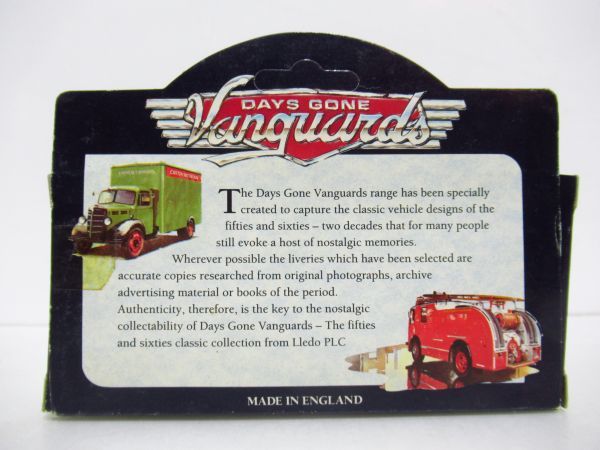 DAYS GONE
Vanguards
The Days Gone Vanguards range has been specially
created to capture the classic vehicle designs of the
fifties and sixties – two decades that for many people
still evoke a host of nostalgic memories.
Wherever possible the liveries which have been selected are
accurate copies researched from original photographs, archive
advertising material or books of the period.
Authenticity, therefore, is the key to the nostalgic
collectability of Days Gone Vanguards – The fifties
and sixties classic collection from Lledo PLC
MADE IN ENGLAND